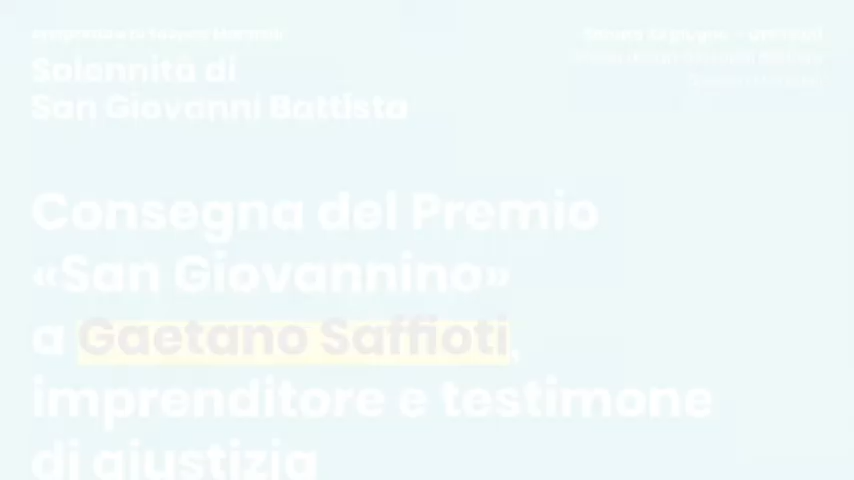 Solennità di
San Giovanni Battista
Consegna del Premio
«San Giovannino»
a Gaetano Saffioti,
imprenditore e testimone
di giustizia